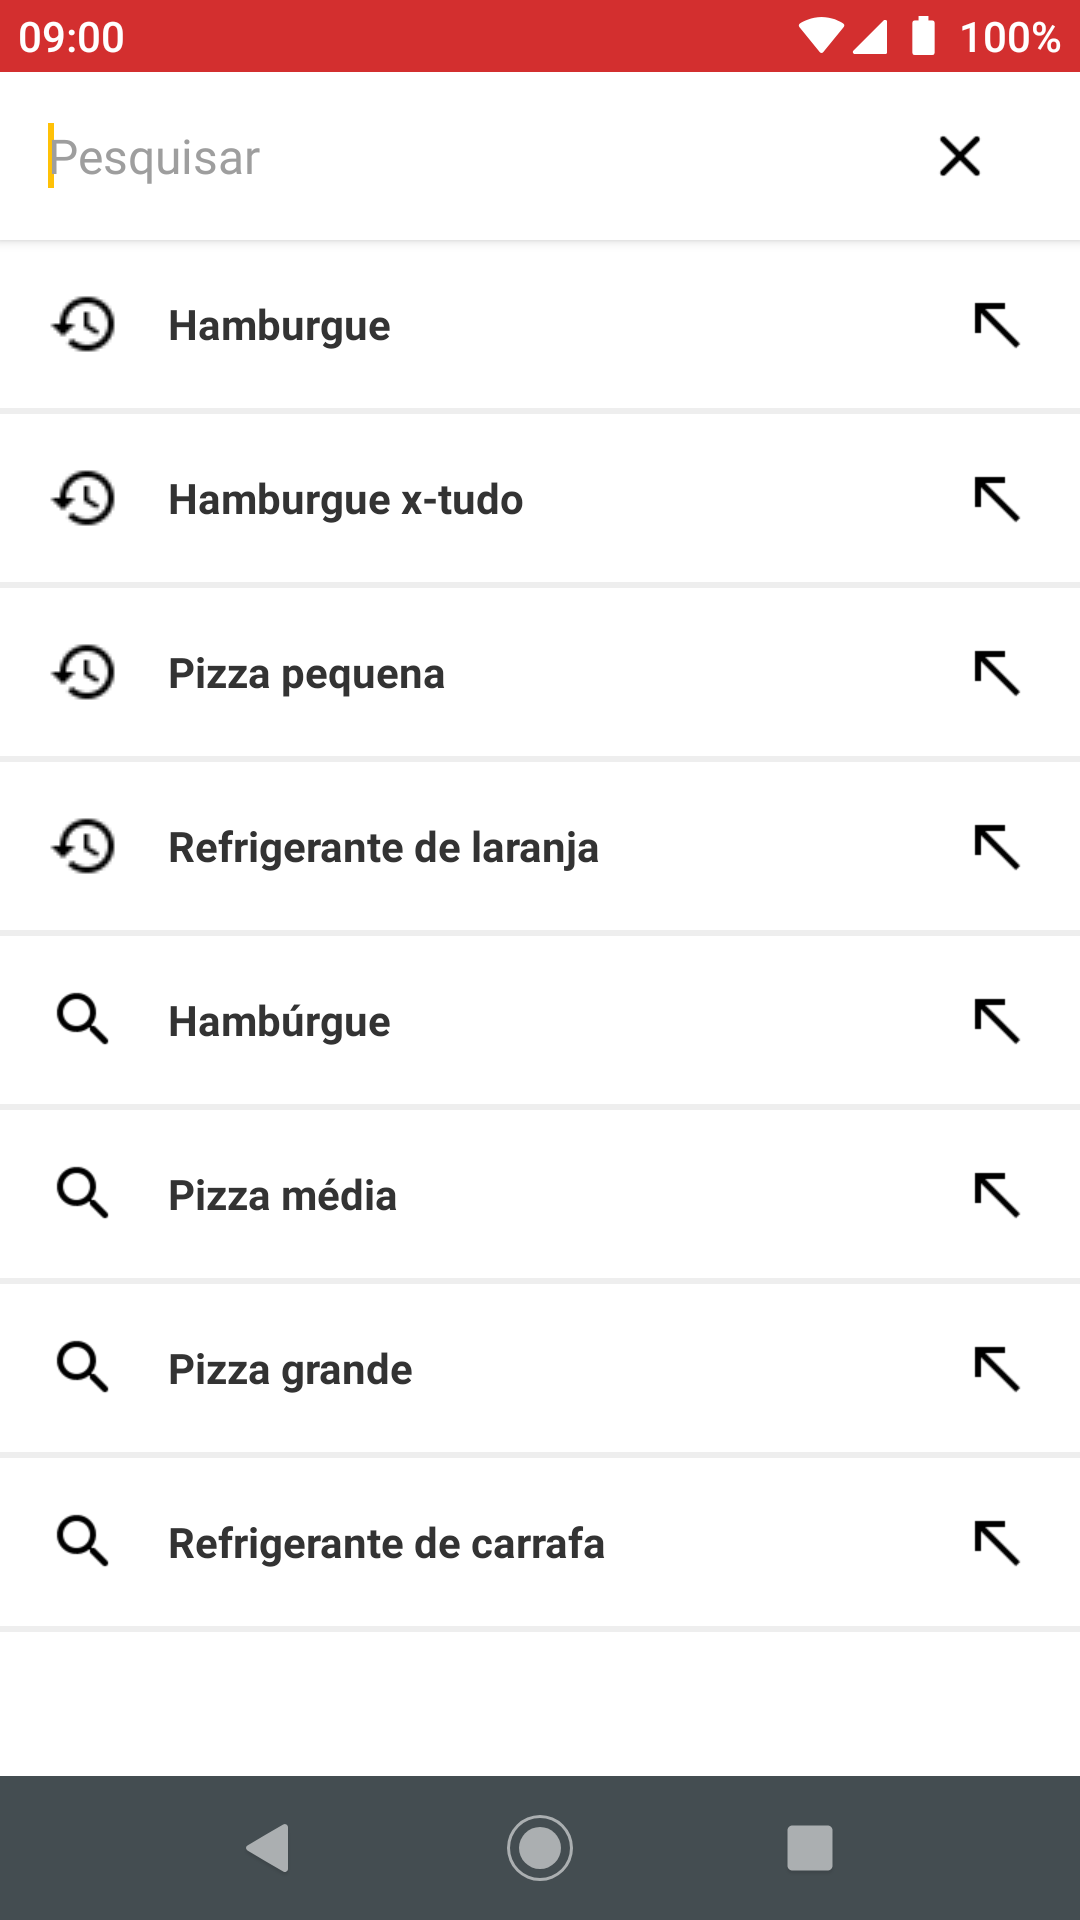 09:00 100%
Pesquisar
Hamburgue
Hamburgue x-tudo
Pizza pequena
Refrigerante de laranja
Hambúrgue
Pizza média
Pizza grande
Refrigerante de carrafa